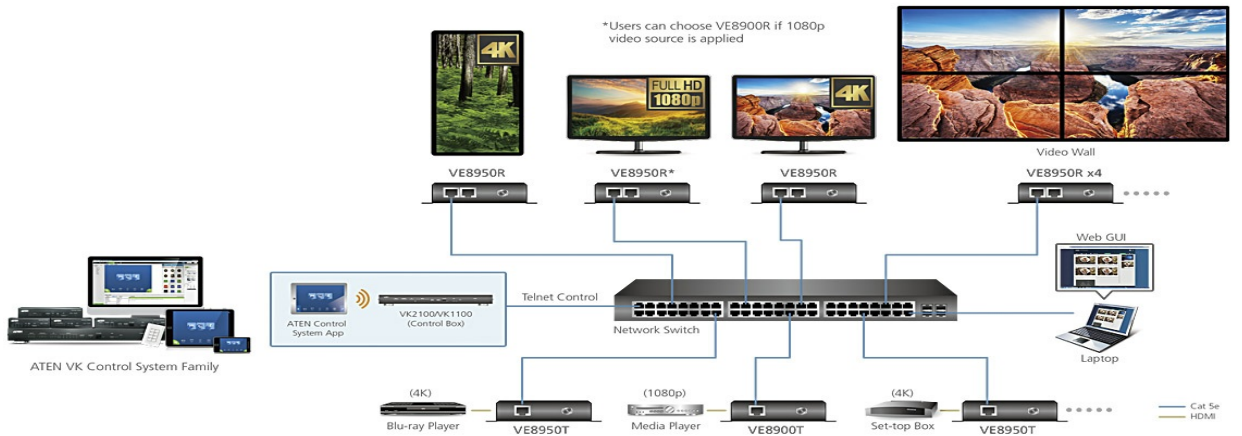 *Users can choose VE8900R if 1080p
video source is applied
4K
FULL HD
1080p
4K
Video Wall
VE8950R
VE8950R*
VE8950R
VE8950R x4
Web GUI
Telnet Control
ATEN Control
System App
VK2100/VK1100
(Control Box)
Network Switch
Laptop
ATEN VK Control System Family
(4K)
Blu-ray Player
VE8950T
(1080p)
Media Player
VE8900T
(4K)
Set-top Box
VE8950T
Cat 5e
HDMI